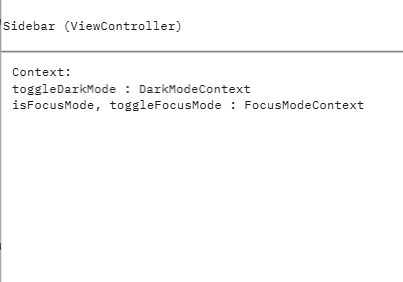 Sidebar (ViewController)
Context:
toggleDarkMode : DarkModeContext
isFocusMode, toggleFocusMode : FocusModeContext